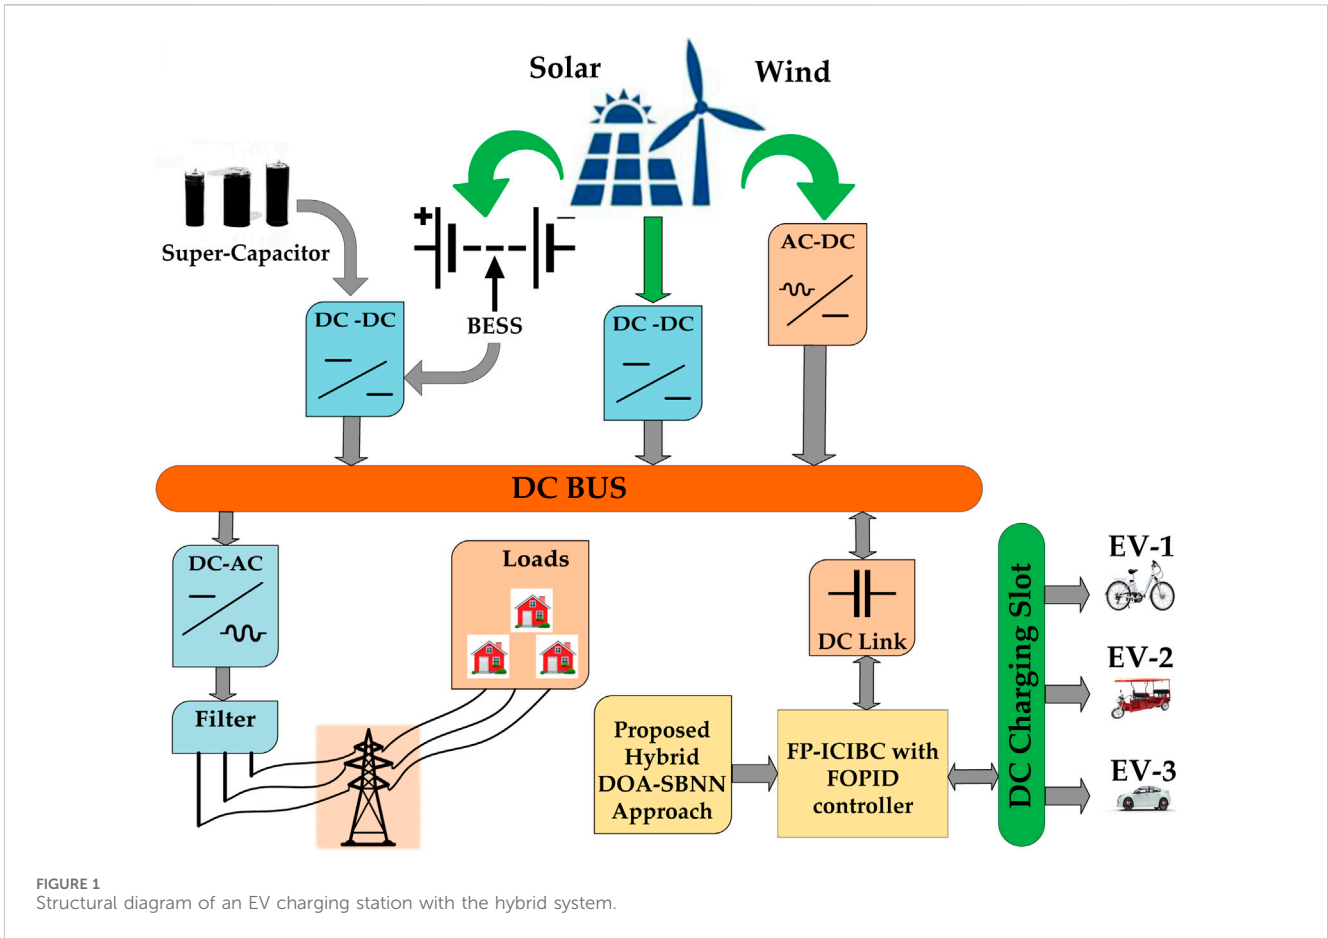 Solar
Wind
+
Super-Capacitor
BESS
DC -DC
DC -DC
AC-DC
DC BUS
DC-AC
Loads
DC Link
Filter
Proposed
Hybrid
DOA-SBNN
Approach
FP-ICIBC with
FOPID
controller
DC Charging Slot
EV-1
EV-2
EV-3
FIGURE 1
Structural diagram of an EV charging station with the hybrid system.